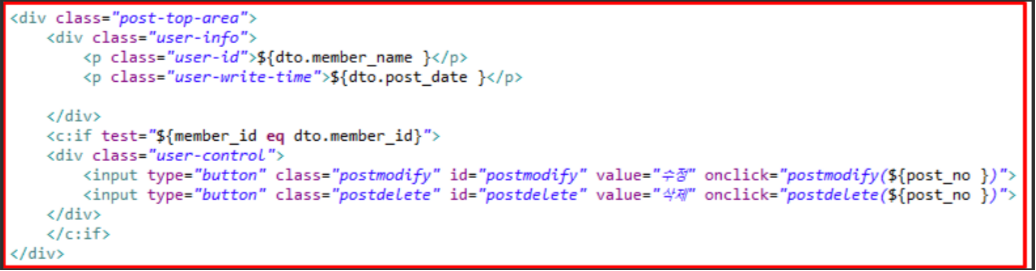 <div class="post-top-area">
    <div class="user-info">
        <p class="user-id">${dto.member_name }</p>
        <p class="user-write-time">${dto.post_date }</p>

    </div>
    <c:if test="${member_id eq dto.member_id}">
    <div class="user-control">
        <input type="button" class="postmodify" id="postmodify" value="수정" onclick="postmodify(${post_no })">
        <input type="button" class="postdelete" id="postdelete" value="삭제" onclick="postdelete(${post_no })">
    </div>
    </c:if>
</div>